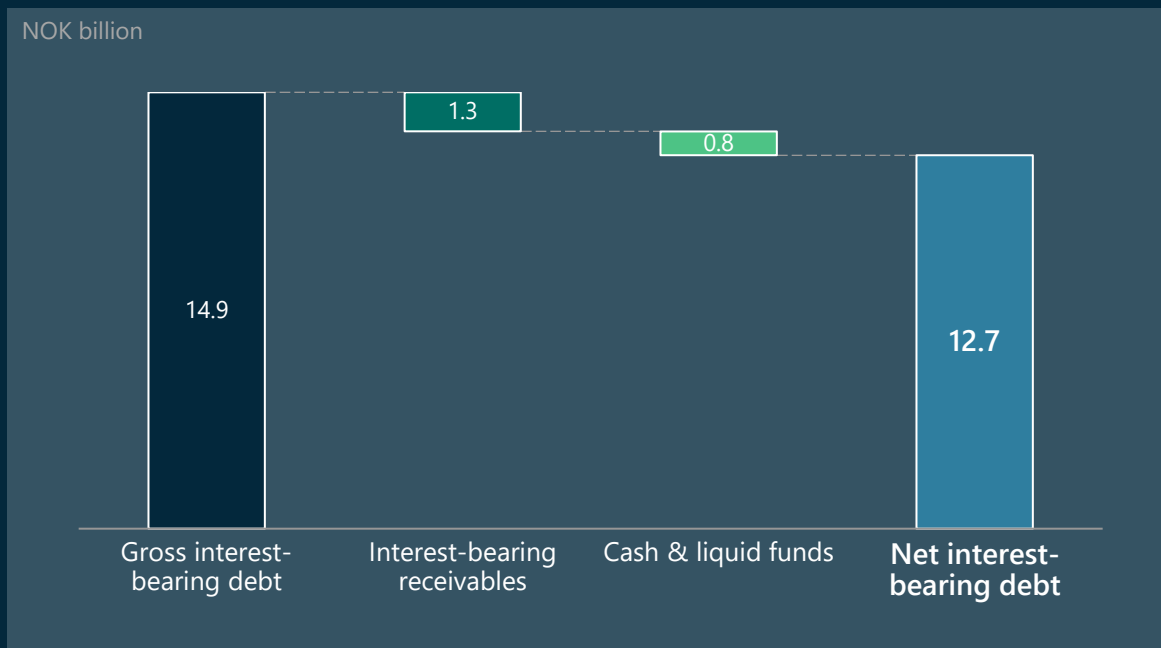 NOK billion
1.3
0.8
14.9
12.7
Gross interest-
bearing debt
Interest-bearing
receivables
Cash & liquid funds
Net interest-
bearing debt